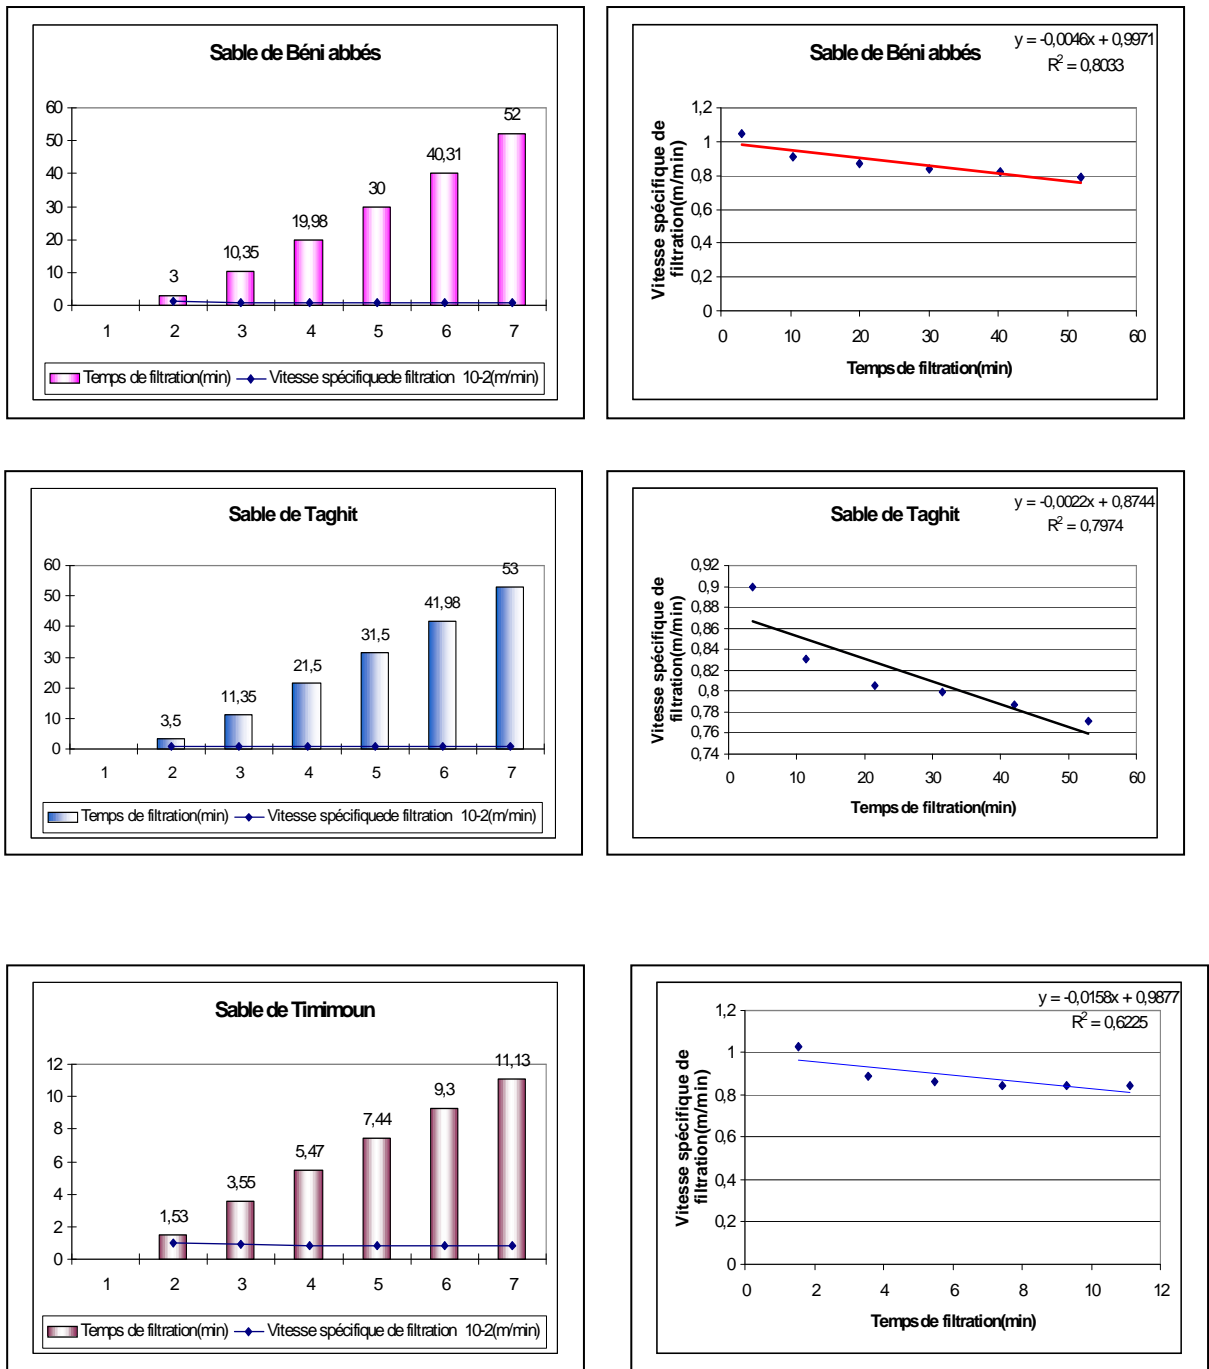 Sable de Béni abbés
60
50
40
30
20
10
0
3
10,35
19,98
30
40,31
52
1 2 3 4 5 6 7
Temps de filtration(min) Vitesse spécifiquede filtration 10-2(m/min)
Sable de Béni abbés
y = -0,0046x + 0,9971
R² = 0,8033
Vitesse spécifique de
filtration(m/min)
1,2
1
0,8
0,6
0,4
0,2
0
0 10 20 30 40 50 60
Temps de filtration(min)
Sable de Taghit
60
50
40
30
20
10
0
3,5
11,35
21,5
31,5
41,98
53
1 2 3 4 5 6 7
Temps de filtration(min) Vitesse spécifiquede filtration 10-2(m/min)
Sable de Taghit
y = -0,0022x + 0,8744
R² = 0,7974
Vitesse spécifique de
filtration(m/min)
0,92
0,9
0,88
0,86
0,84
0,82
0,8
0,78
0,76
0,74
0 10 20 30 40 50 60
Temps de filtration(min)
Sable de Timimoun
12
10
8
6
4
2
0
1,53
3,55
5,47
7,44
9,3
11,13
1 2 3 4 5 6 7
Temps de filtration(min) Vitesse spécifique de filtration 10-2(m/min)
y = -0,0158x + 0,9877
R² = 0,6225
Vitesse spécifique de
filtration(m/min)
1,2
1
0,8
0,6
0,4
0,2
0
0 2 4 6 8 10 12
Temps de filtration(min)